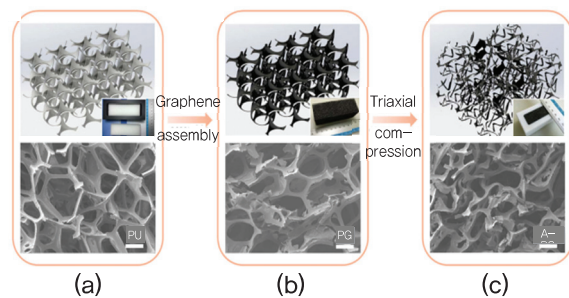 Graphene
assembly
Triaxial
com-
pression
PU
PG
A-
(a)
(b)
(c)